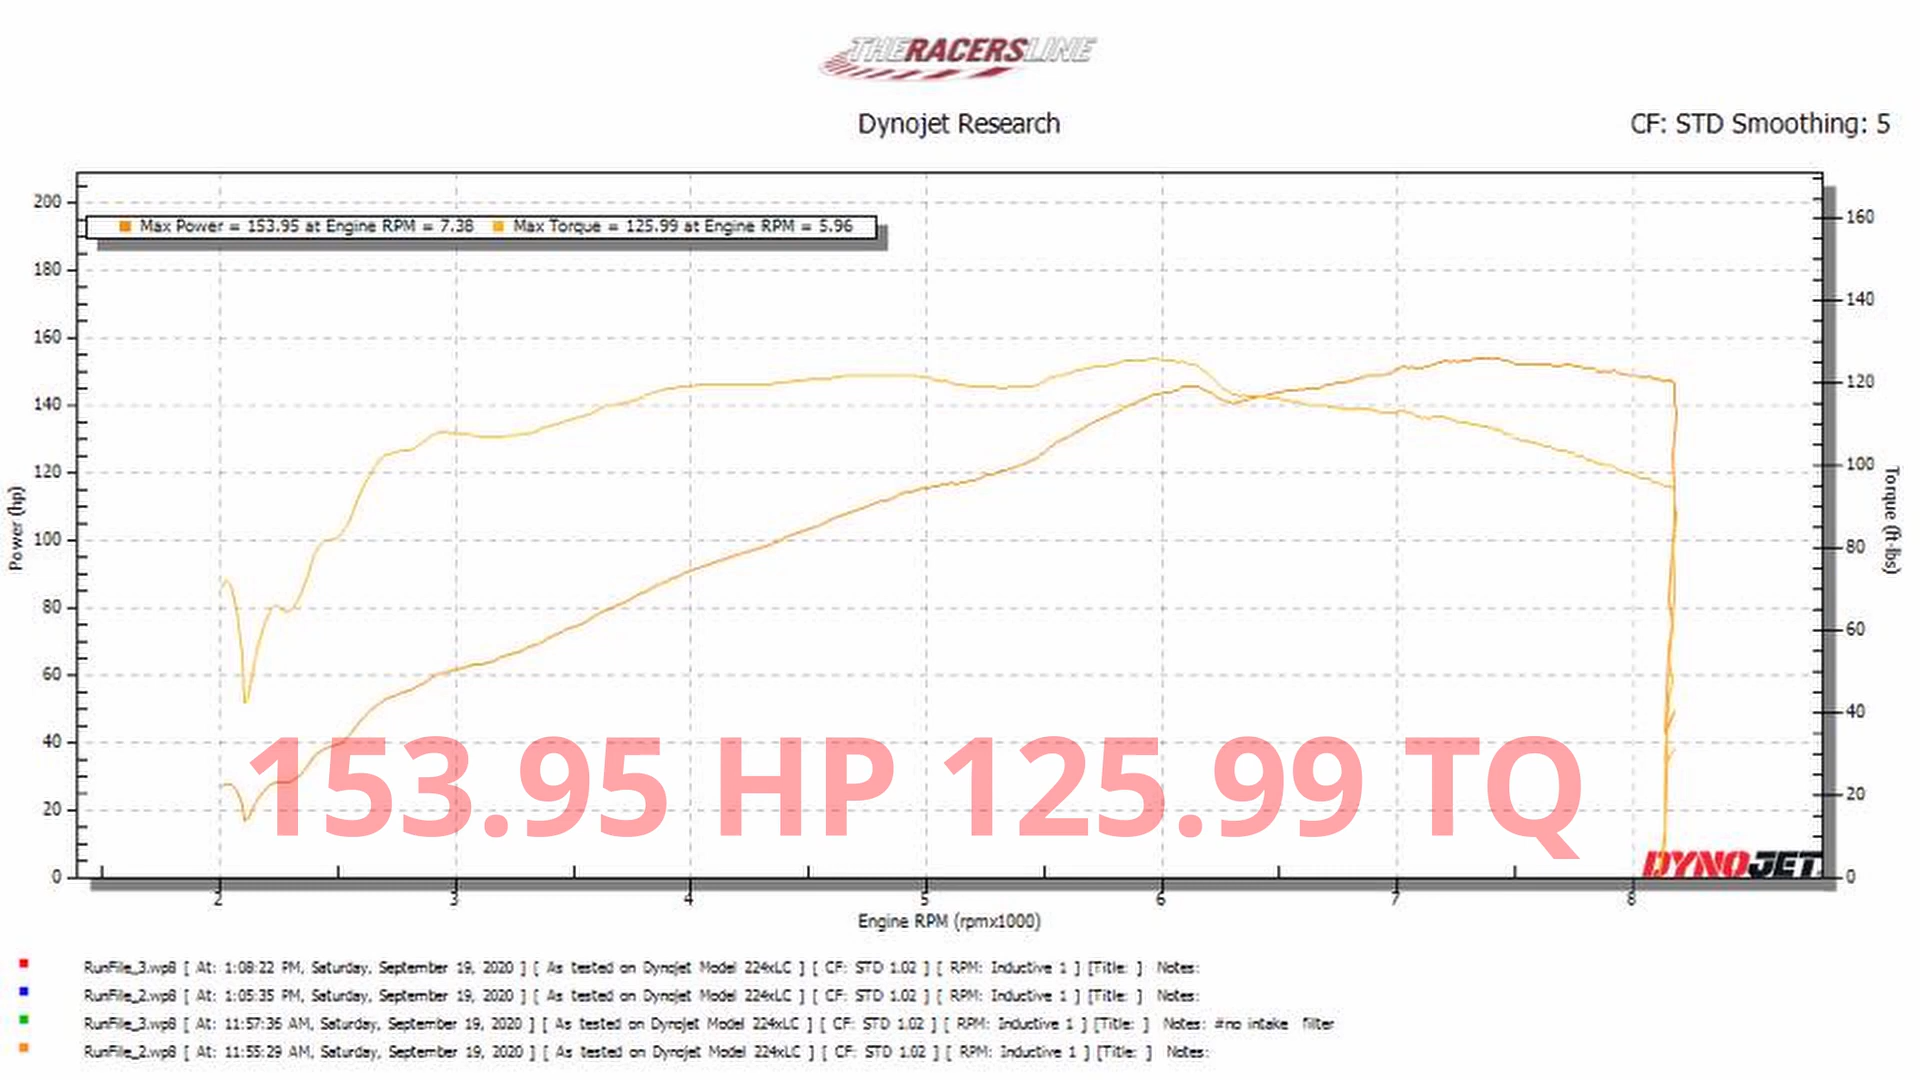 THERACERSLINE
Dynojet Research
CF: STD Smoothing: 5
Max Power = 153.95 at Engine RPM = 7.38 Max Torque = 125.99 at Engine RPM = 5.96
200
180
160
140
120
100
80
60
40
20
0
Power (hp)
160
140
120
100
80
60
40
20
0
Torque (ft-lbs)
153.95 HP 125.99 TQ
DYNOJET
2 3 4 5 6 7 8
Engine RPM (rpmx1000)
RunFile_3.wp8 [ At: 1:08:22 PM, Saturday, September 19, 2020 ] [ As tested on Dynojet Model 224xLC ] [ CF: STD 1.02 ] [ RPM: Inductive 1 ] [Title: ] Notes:
RunFile_2.wp8 [ At: 1:05:35 PM, Saturday, September 19, 2020 ] [ As tested on Dynojet Model 224xLC ] [ CF: STD 1.02 ] [ RPM: Inductive 1 ] [Title: ] Notes:
RunFile_3.wp8 [ At: 11:57:36 AM, Saturday, September 19, 2020 ] [ As tested on Dynojet Model 224xLC ] [ CF: STD 1.02 ] [ RPM: Inductive 1 ] [Title: ] Notes: #no intake filter
RunFile_2.wp8 [ At: 11:55:29 AM, Saturday, September 19, 2020 ] [ As tested on Dynojet Model 224xLC ] [ CF: STD 1.02 ] [ RPM: Inductive 1 ] [Title: ] Notes: